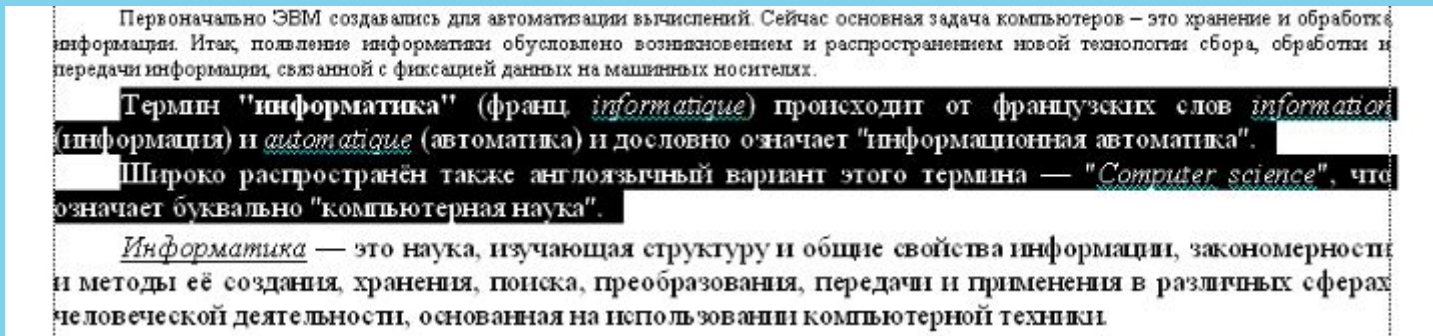 Первоначально ЭВМ создавались для автоматизации вычислений. Сейчас основная задача компьютеров – это хранение и обработка
информации. Итак, появление информатики обусловлено возникновением и распространением новой технологии сбора, обработки и
передачи информации, связанной с фиксацией данных на машинных носителях.
Термин "информатика" (франц. informatique) происходит от французских слов information
(информация) и automatique (автоматика) и дословно означает "информационная автоматика".
Широко распространён также англоязычный вариант этого термина — "Computer science", что
означает буквально "компьютерная наука".
Информатика — это наука, изучающая структуру и общие свойства информации, закономерности
и методы её создания, хранения, поиска, преобразования, передачи и применения в различных сферах
человеческой деятельности, основанная на использовании компьютерной техники.